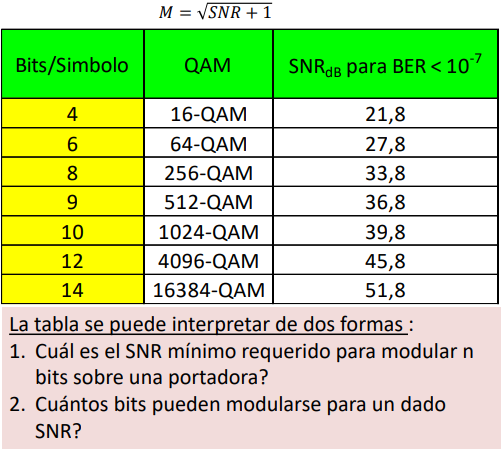 M = √SNR + 1
Bits/Simbolo QAM SNRdB para BER < 10⁻⁷
4 16-QAM 21,8
6 64-QAM 27,8
8 256-QAM 33,8
9 512-QAM 36,8
10 1024-QAM 39,8
12 4096-QAM 45,8
14 16384-QAM 51,8
La tabla se puede interpretar de dos formas :
1. Cuál es el SNR mínimo requerido para modular n
bits sobre una portadora?
2. Cuántos bits pueden modularse para un dado
SNR?